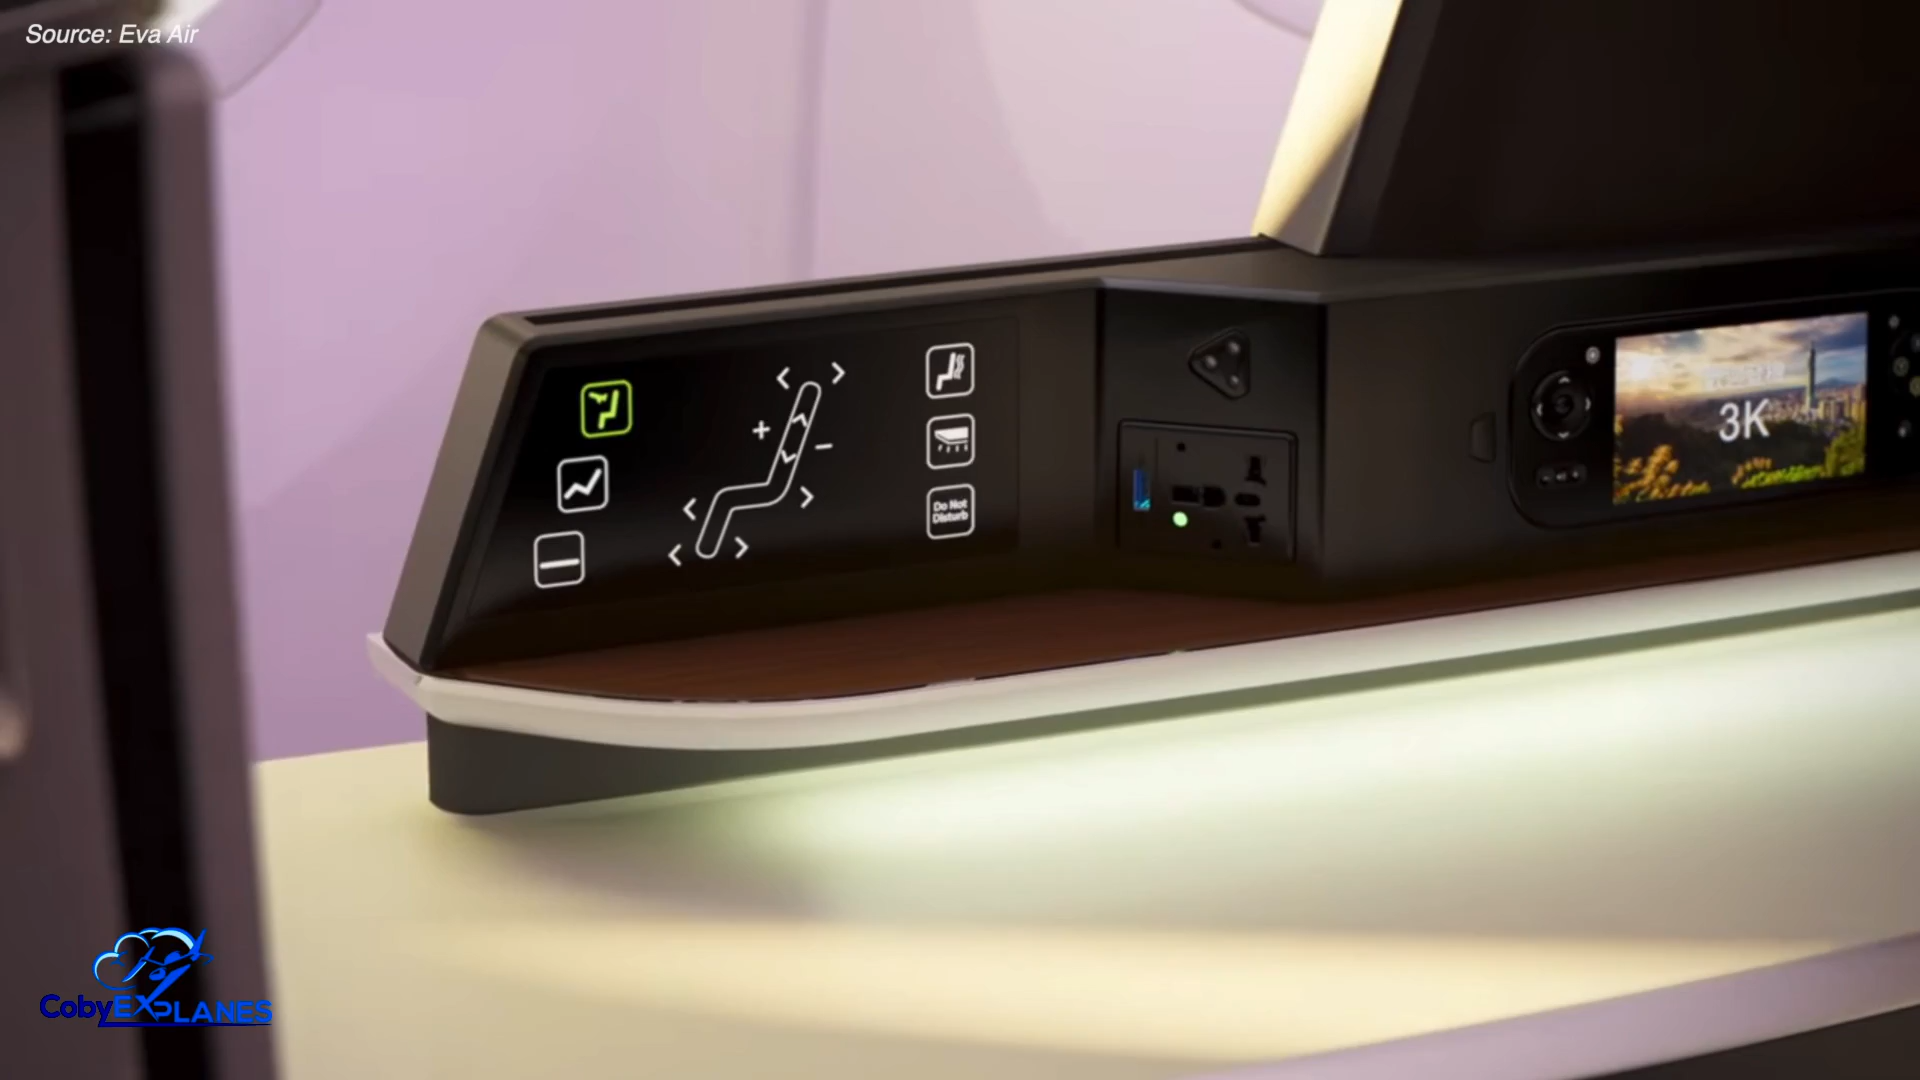 Source: Eva Air
Do Not
Disturb
3K
CobyEXPLANES